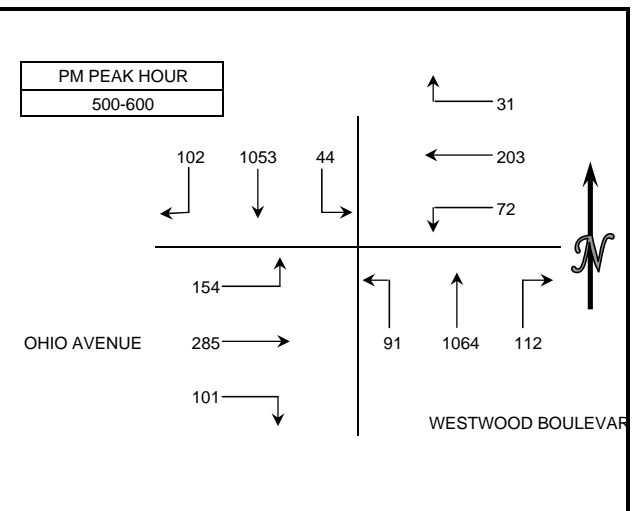 PM PEAK HOUR
500-600
31
102 1053 44
203
72
154
N
OHIO AVENUE 285
91 1064 112
101
WESTWOOD BOULEVAR